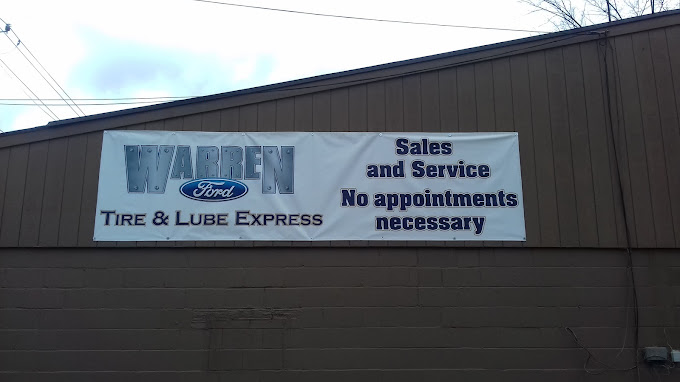 WARREN
Ford
TIRE & LUBE EXPRESS
Sales
and Service
No appointments
necessary